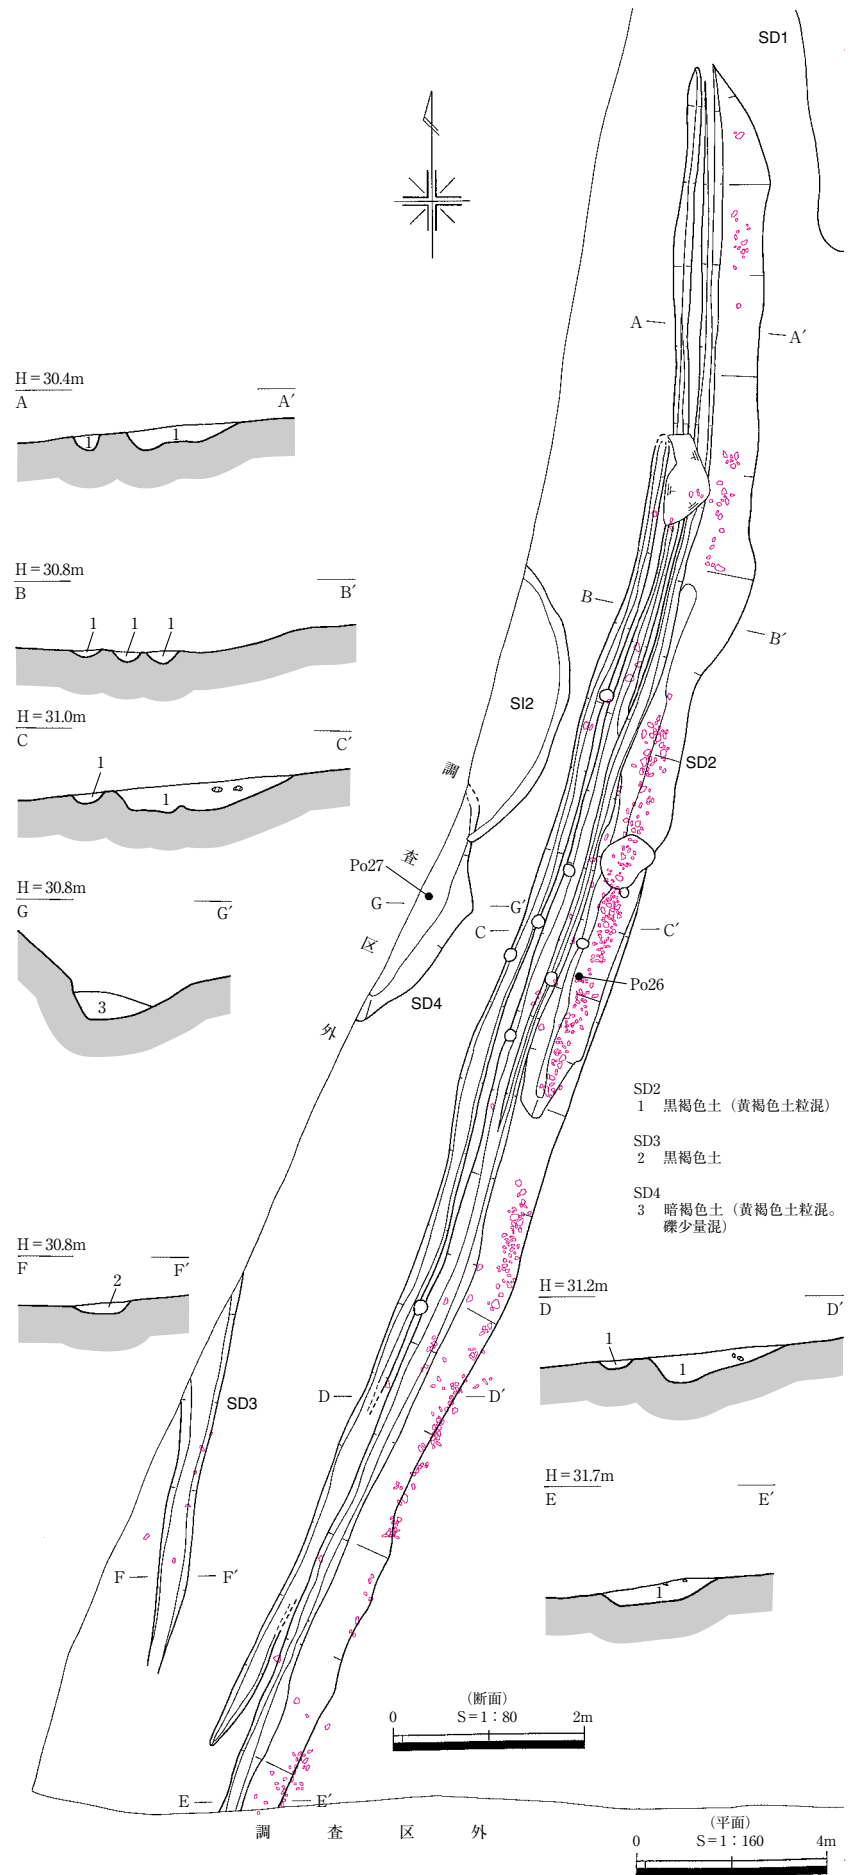 SD1
A
A′
H＝30.4m
A
A′
1
1
H＝30.8m
B
B′
1
1
1
B
B′
H＝31.0m
C
C′
1
1
SI2
SD2
調
査
区
外
Po27
G
G′
C
C′
H＝30.8m
G
G′
3
SD4
Po26
SD2
1 黒褐色土（黄褐色土粒混）
SD3
2 黒褐色土
SD4
3 暗褐色土（黄褐色土粒混。
礫少量混）
H＝30.8m
F
F′
2
H＝31.2m
D
D′
1
1
SD3
D
D′
H＝31.7m
E
E′
1
F
F′
（断面）
0 S＝1：80 2m
E
E′
調 査 区 外
（平面）
0 S＝1：160 4m